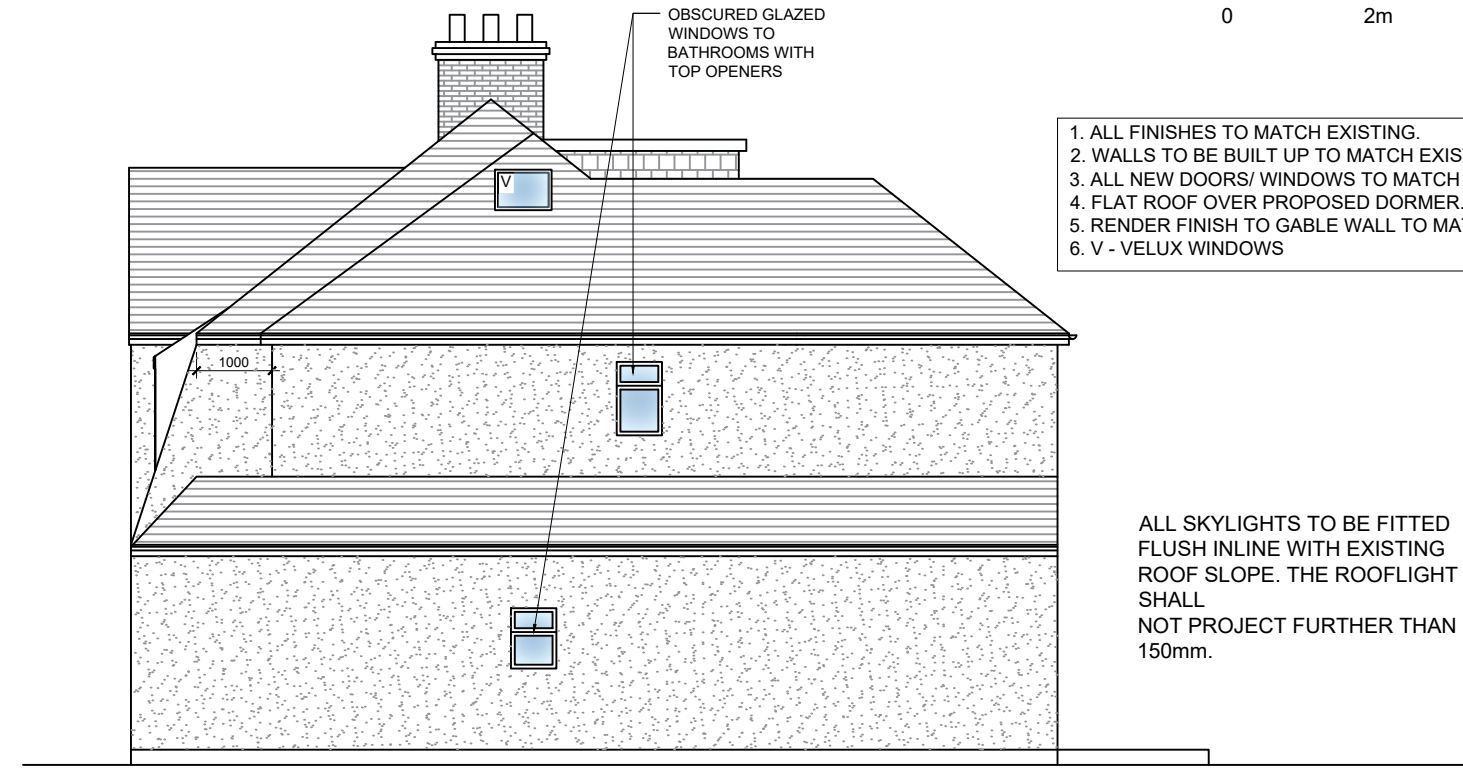 OBSCURED GLAZED
WINDOWS TO
BATHROOMS WITH
TOP OPENERS
0 2m
1. ALL FINISHES TO MATCH EXISTING.
2. WALLS TO BE BUILT UP TO MATCH EXIS
3. ALL NEW DOORS/ WINDOWS TO MATCH
4. FLAT ROOF OVER PROPOSED DORMER.
5. RENDER FINISH TO GABLE WALL TO MA
6. V - VELUX WINDOWS
V
1000
ALL SKYLIGHTS TO BE FITTED
FLUSH INLINE WITH EXISTING
ROOF SLOPE. THE ROOFLIGHT
SHALL
NOT PROJECT FURTHER THAN
150mm.